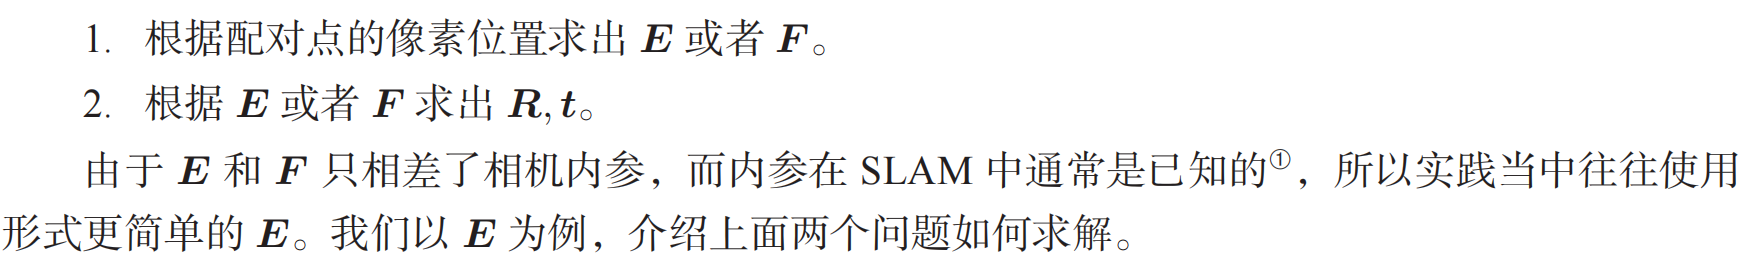 1. 根据配对点的像素位置求出 E 或者 F。
2. 根据 E 或者 F 求出 R, t。
由于 E 和 F 只相差了相机内参，而内参在 SLAM 中通常是已知的①，所以实践当中往往使用
形式更简单的 E。我们以 E 为例，介绍上面两个问题如何求解。